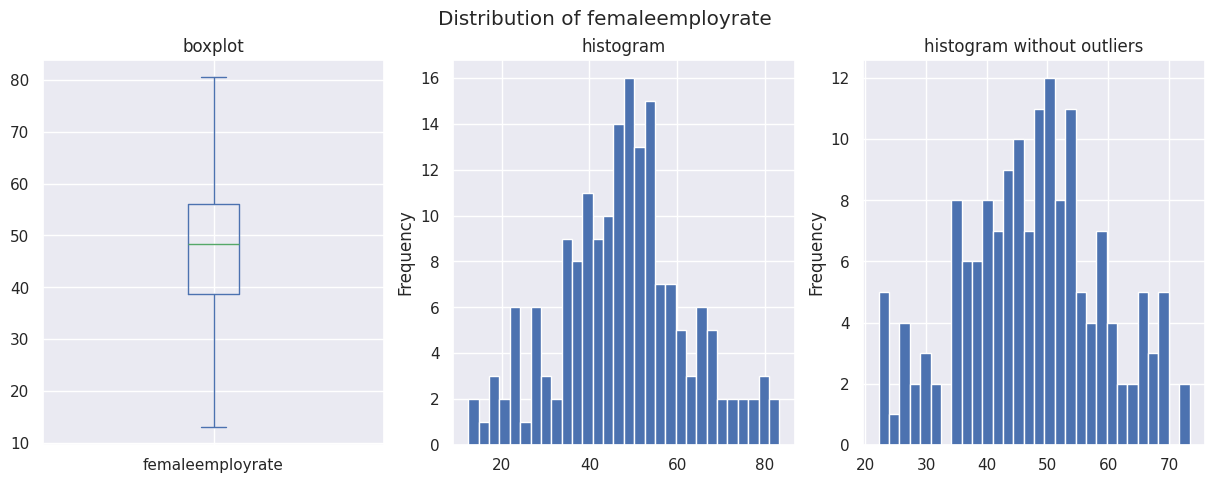 Distribution of femaleemployrate
boxplot
80
70
60
50
40
30
20
10
femaleemployrate
histogram
Frequency
16
14
12
10
8
6
4
2
0
20 40 60 80
histogram without outliers
Frequency
12
10
8
6
4
2
0
20 30 40 50 60 70